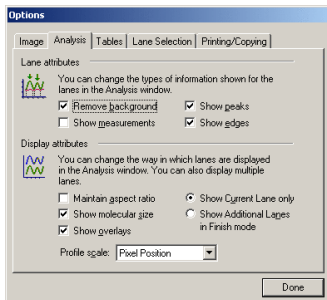 Options
Image
Analysis
Tables
Lane Selection
Printing/Copying
Lane attributes
You can change the types of information shown for the
lanes in the Analysis window.
Remove background
Show peaks
Show measurements
Show edges
Display attributes
You can change the way in which lanes are displayed
in the Analysis window. You can also display multiple
lanes.
Maintain aspect ratio
Show Current Lane only
Show molecular size
Show Additional Lanes
in Finish mode
Show overlays
Profile scale:
Pixel Position
Done